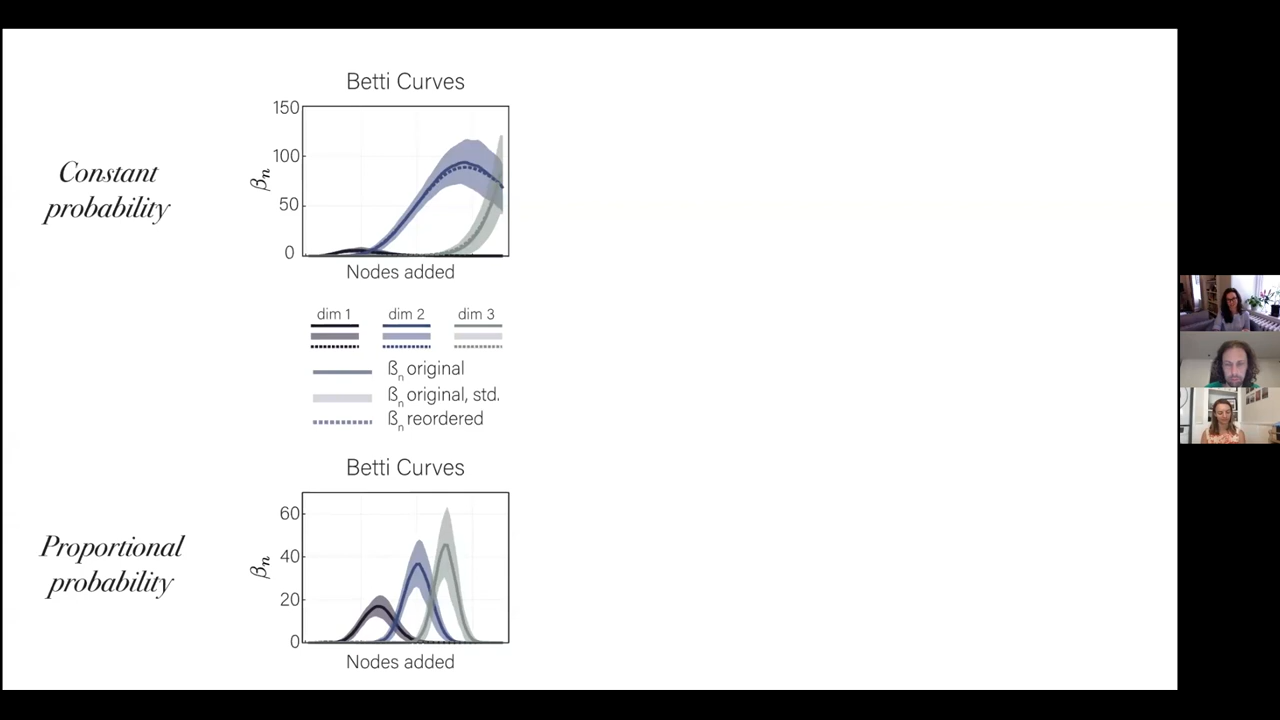 Betti Curves
150
100
50
0
βn
Constant
probability
Nodes added
dim 1 dim 2 dim 3
ßn original
ßn original, std.
ßn reordered
Betti Curves
60
40
20
0
βn
Proportional
probability
Nodes added